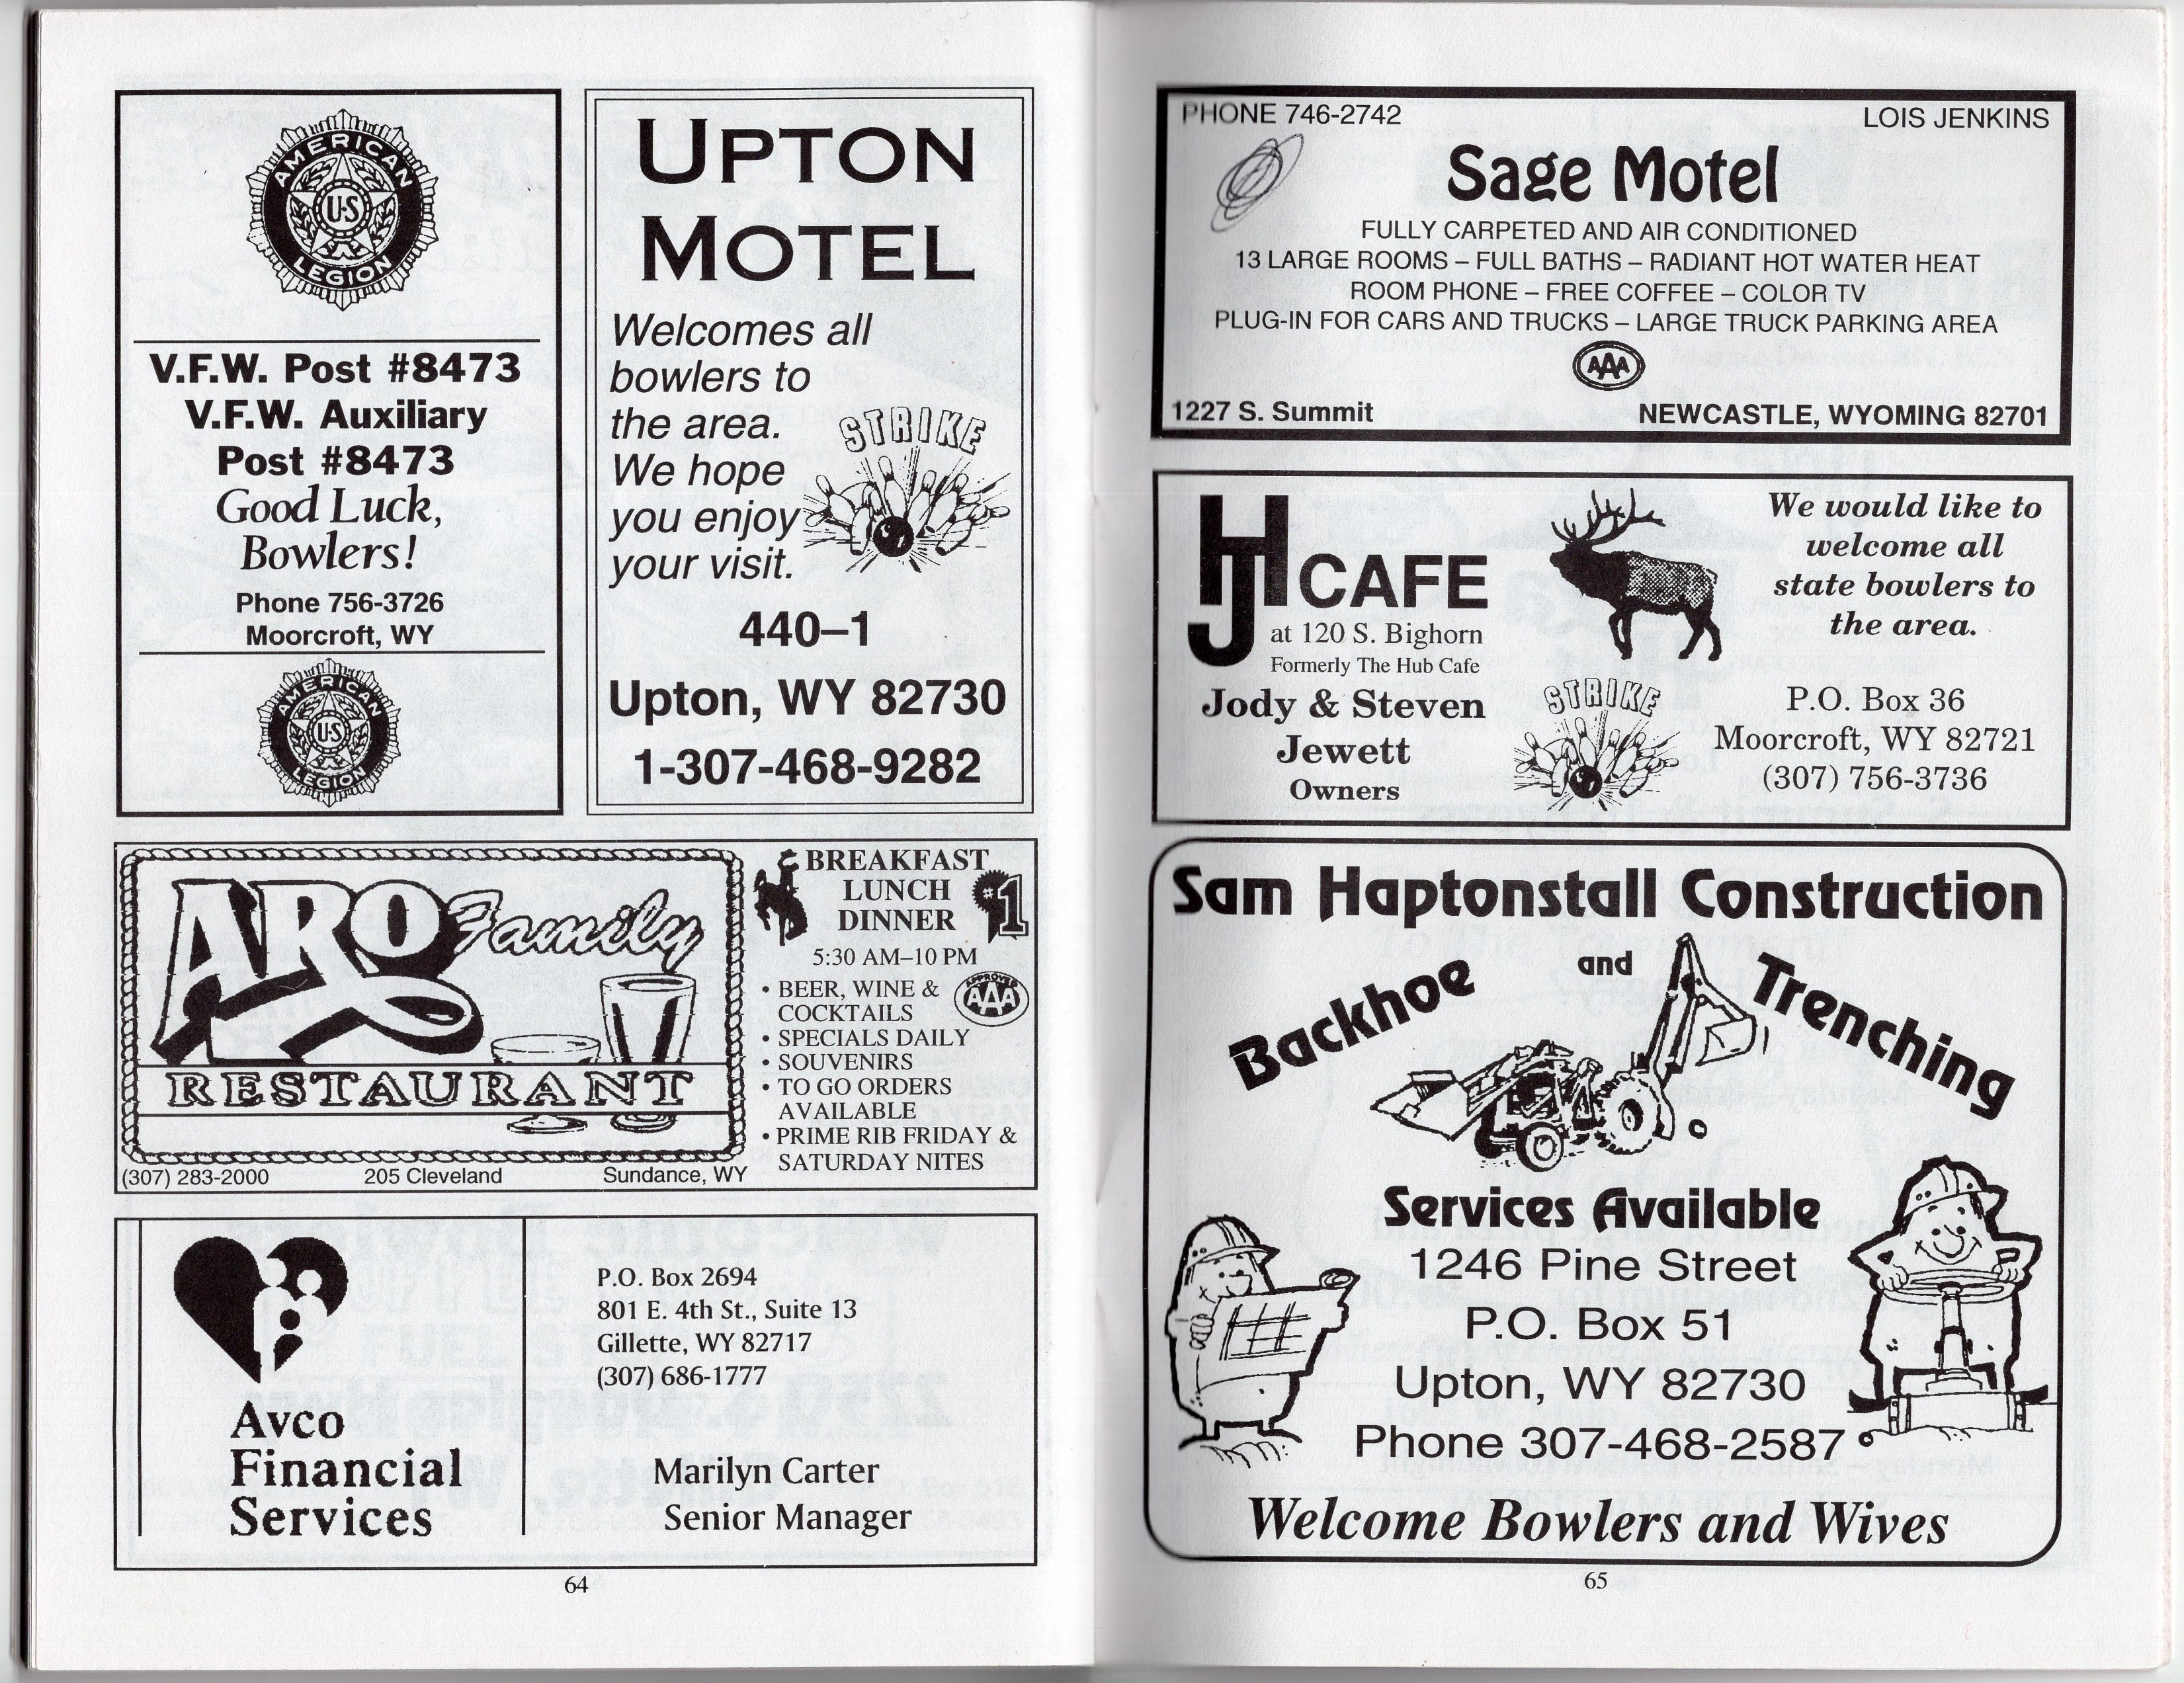 AMERICAN
U·S
LEGION
V.F.W. Post #8473
V.F.W. Auxiliary
Post #8473
Good Luck,
Bowlers!
Phone 756-3726
Moorcroft, WY
AMERICAN
U·S
LEGION
UPTON
MOTEL
Welcomes all
bowlers to
the area.
We hope
you enjoy
your visit.
STRIKE
440–1
Upton, WY 82730
1-307-468-9282
ARO Family
RESTAURANT
(307) 283-2000 205 Cleveland Sundance, WY
BREAKFAST
LUNCH
DINNER
#1
5:30 AM–10 PM
• BEER, WINE &
COCKTAILS
APPROVED
AAA
• SPECIALS DAILY
• SOUVENIRS
• TO GO ORDERS
AVAILABLE
• PRIME RIB FRIDAY &
SATURDAY NITES
Avco
Financial
Services
P.O. Box 2694
801 E. 4th St., Suite 13
Gillette, WY 82717
(307) 686-1777
Marilyn Carter
Senior Manager
64
PHONE 746-2742 LOIS JENKINS
Sage Motel
FULLY CARPETED AND AIR CONDITIONED
13 LARGE ROOMS – FULL BATHS – RADIANT HOT WATER HEAT
ROOM PHONE – FREE COFFEE – COLOR TV
PLUG-IN FOR CARS AND TRUCKS – LARGE TRUCK PARKING AREA
AAA
1227 S. Summit NEWCASTLE, WYOMING 82701
HJ CAFE
at 120 S. Bighorn
Formerly The Hub Cafe
Jody & Steven
Jewett
Owners
STRIKE
We would like to
welcome all
state bowlers to
the area.
P.O. Box 36
Moorcroft, WY 82721
(307) 756-3736
Sam Haptonstall Construction
and
Backhoe Trenching
Services Available
1246 Pine Street
P.O. Box 51
Upton, WY 82730
Phone 307-468-2587
Welcome Bowlers and Wives
65